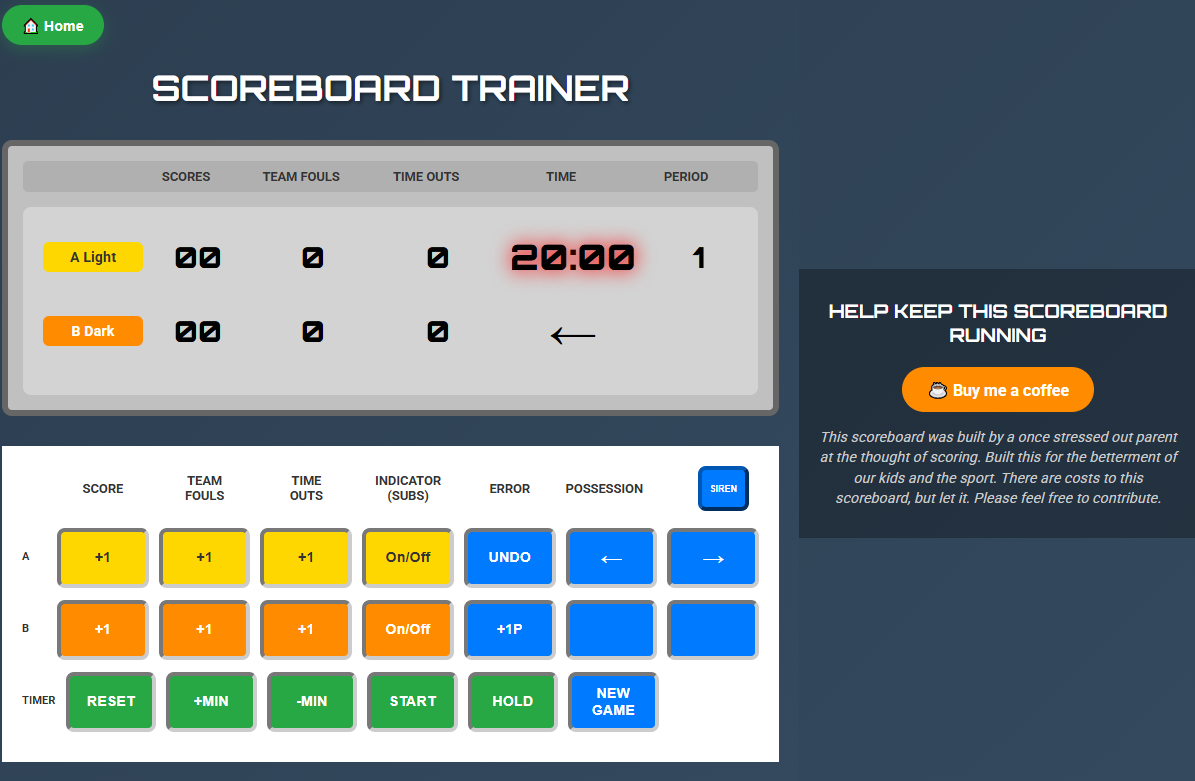 Home
SCOREBOARD TRAINER
SCORES TEAM FOULS TIME OUTS TIME PERIOD
A Light 00 0 0 20:00 1
B Dark 00 0 0 ←
HELP KEEP THIS SCOREBOARD
RUNNING
Buy me a coffee
This scoreboard was built by a once stressed out parent
at the thought of scoring. Built this for the betterment of
our kids and the sport. There are costs to this
scoreboard, but let it. Please feel free to contribute.
SCORE TEAM FOULS TIME OUTS INDICATOR (SUBS) ERROR POSSESSION SIREN
A +1 +1 +1 On/Off UNDO ← →
B +1 +1 +1 On/Off +1P
TIMER RESET +MIN -MIN START HOLD NEW GAME